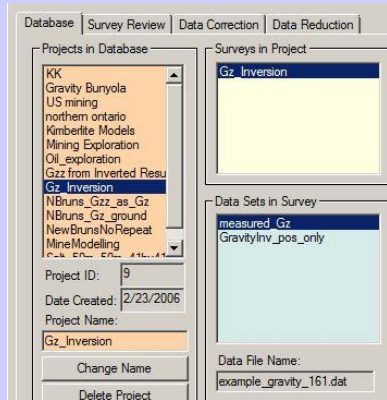 Database Survey Review Data Correction Data Reduction
Projects in Database
KK
Gravity Bunyola
US mining
northern ontario
Kimberlite Models
Mining Exploration
Oil_exploration
Gzz from Inverted Resu
Gz_Inversion
NBruns_Gzz_as_Gz
NBruns_Gz_ground
NewBrunsNoRepeat
MineModelling
Project ID: 9
Date Created: 2/23/2006
Project Name:
Gz_Inversion
Change Name
Delete Project
Surveys in Project
Gz_Inversion
Data Sets in Survey
measured_Gz
GravityInv_pos_only
Data File Name:
example_gravity_161.dat